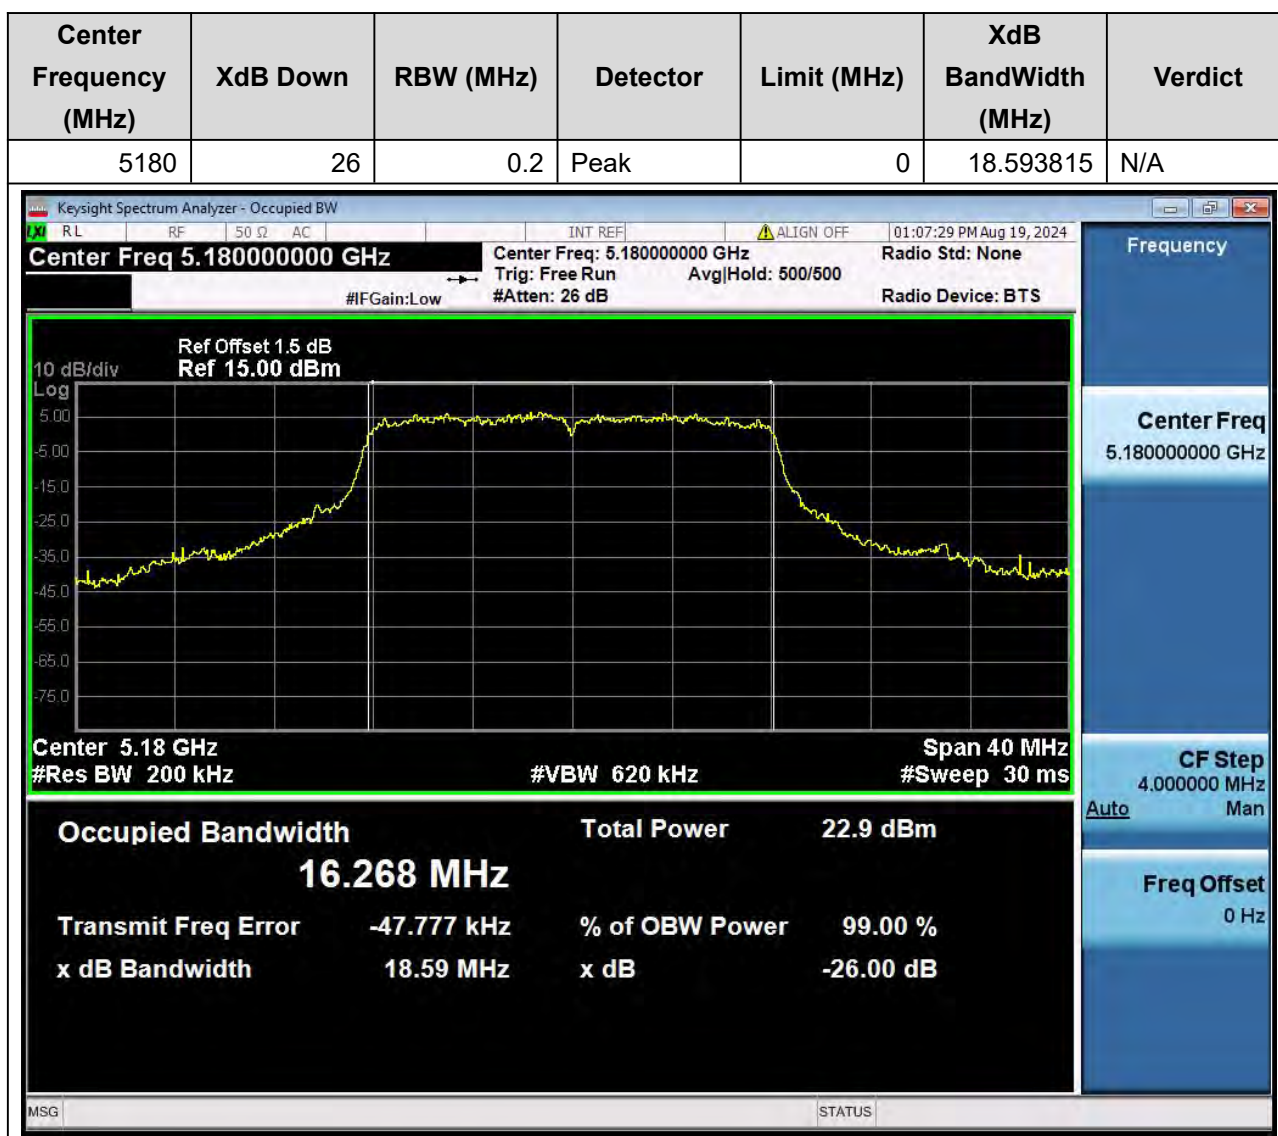 Center Frequency (MHz) XdB Down RBW (MHz) Detector Limit (MHz) XdB BandWidth (MHz) Verdict
5180 26 0.2 Peak 0 18.593815 N/A
Keysight Spectrum Analyzer - Occupied BW
LXI RL RF 50 Ω AC INT REF ALIGN OFF 01:07:29 PM Aug 19, 2024
Center Freq 5.180000000 GHz
Center Freq: 5.180000000 GHz Radio Std: None
Trig: Free Run Avg|Hold: 500/500
#IFGain:Low #Atten: 26 dB Radio Device: BTS
Frequency
Ref Offset 1.5 dB
10 dB/div Ref 15.00 dBm
Log
5.00
-5.00
-15.0
-25.0
-35.0
-45.0
-55.0
-65.0
-75.0
Center 5.18 GHz Span 40 MHz
#Res BW 200 kHz #VBW 620 kHz #Sweep 30 ms
Center Freq
5.180000000 GHz
CF Step
4.000000 MHz
Auto Man
Freq Offset
0 Hz
Occupied Bandwidth Total Power 22.9 dBm
16.268 MHz
Transmit Freq Error -47.777 kHz % of OBW Power 99.00 %
x dB Bandwidth 18.59 MHz x dB -26.00 dB
MSG STATUS